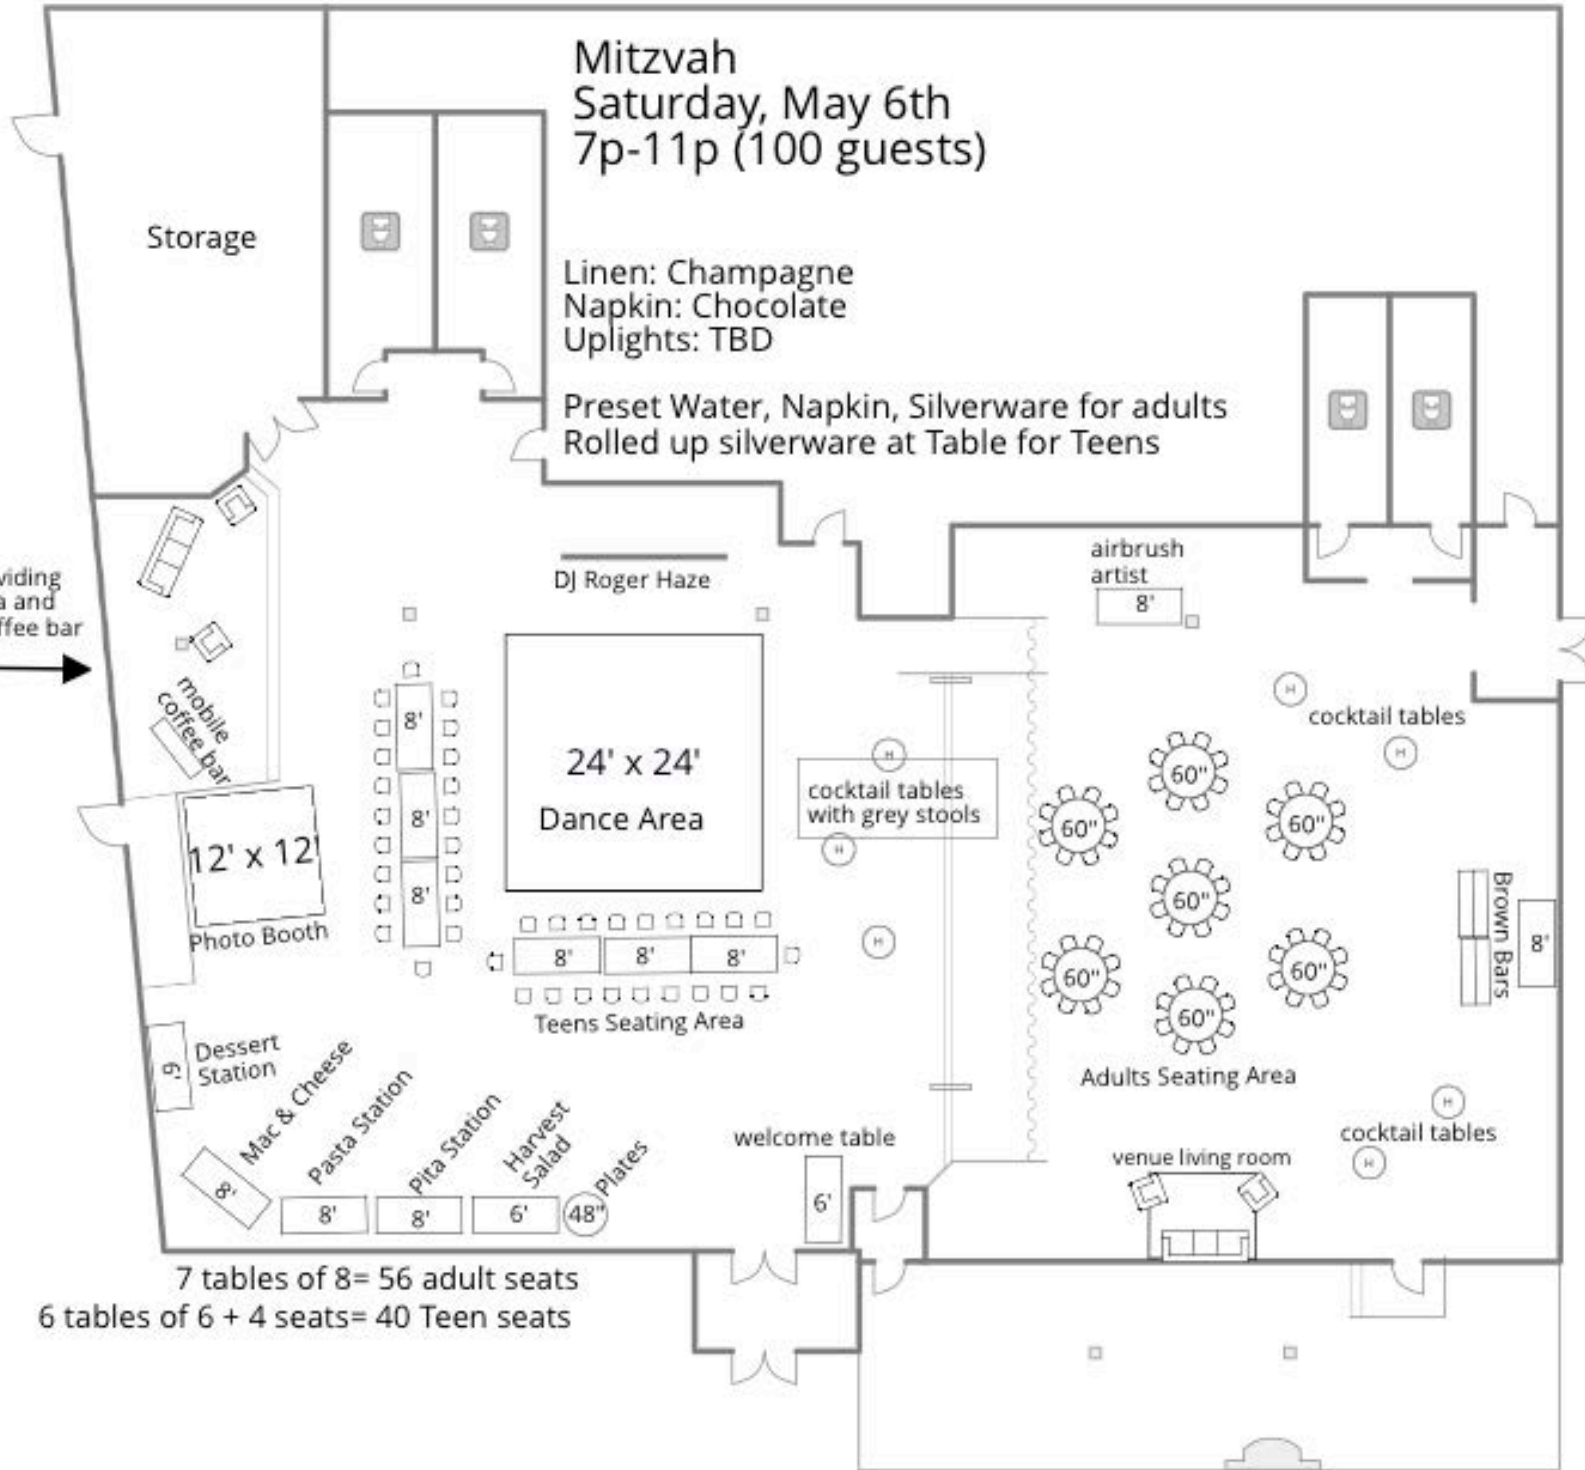 Mitzvah
Saturday, May 6th
7p-11p (100 guests)
Storage
Linen: Champagne
Napkin: Chocolate
Uplights: TBD
Preset Water, Napkin, Silverware for adults
Rolled up silverware at Table for Teens
DJ Roger Haze
airbrush
artist
8'
and
bar
mobile
coffee bar
8'
8'
8'
24' x 24'
Dance Area
H
cocktail tables
with grey stools
H
H
H
cocktail tables
H
60"
60"
60"
60"
60"
60"
60"
Adults Seating Area
Brown Bars
8'
12' x 12'
Photo Booth
8'
8'
8'
Teens Seating Area
6'
Dessert
Station
Mac & Cheese
8'
Pasta Station
8'
Pita Station
8'
Harvest
Salad
6'
Plates
48"
welcome table
6'
venue living room
H
cocktail tables
H
7 tables of 8= 56 adult seats
6 tables of 6 + 4 seats= 40 Teen seats